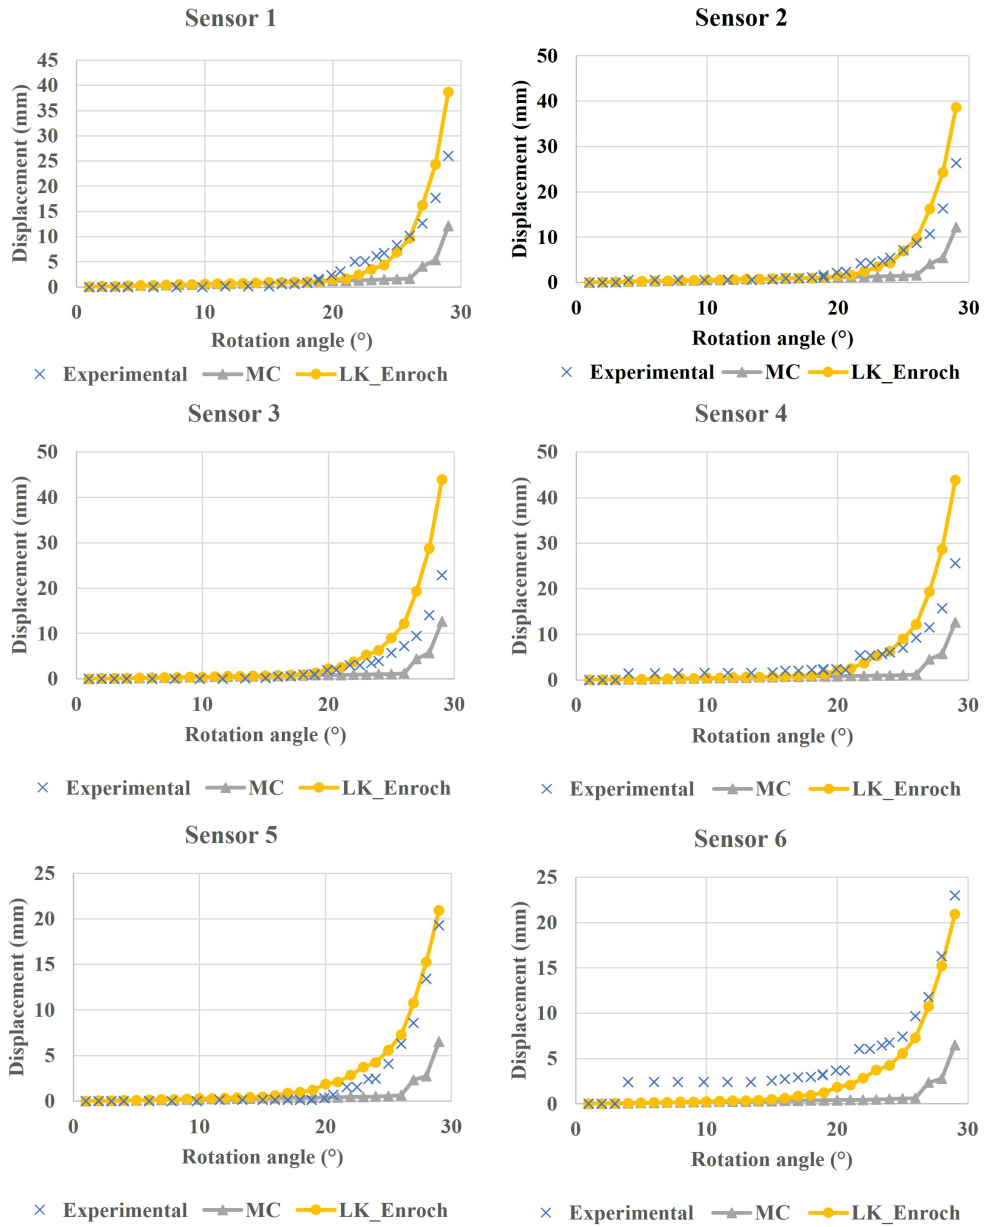 Sensor 1
Displacement (mm)
45
40
35
30
25
20
15
10
5
0
0 10 20 30
Rotation angle (°)
Experimental MC LK_Enroch
Sensor 2
Displacement (mm)
50
40
30
20
10
0
0 10 20 30
Rotation angle (°)
Experimental MC LK_Enroch
Sensor 3
Displacement (mm)
50
40
30
20
10
0
0 10 20 30
Rotation angle (°)
Experimental MC LK_Enroch
Sensor 4
Displacement (mm)
50
40
30
20
10
0
0 10 20 30
Rotation angle (°)
Experimental MC LK_Enroch
Sensor 5
Displacement (mm)
25
20
15
10
5
0
0 10 20 30
Rotation angle (°)
Experimental MC LK_Enroch
Sensor 6
Displacement (mm)
25
20
15
10
5
0
0 10 20 30
Rotation angle (°)
Experimental MC LK_Enroch